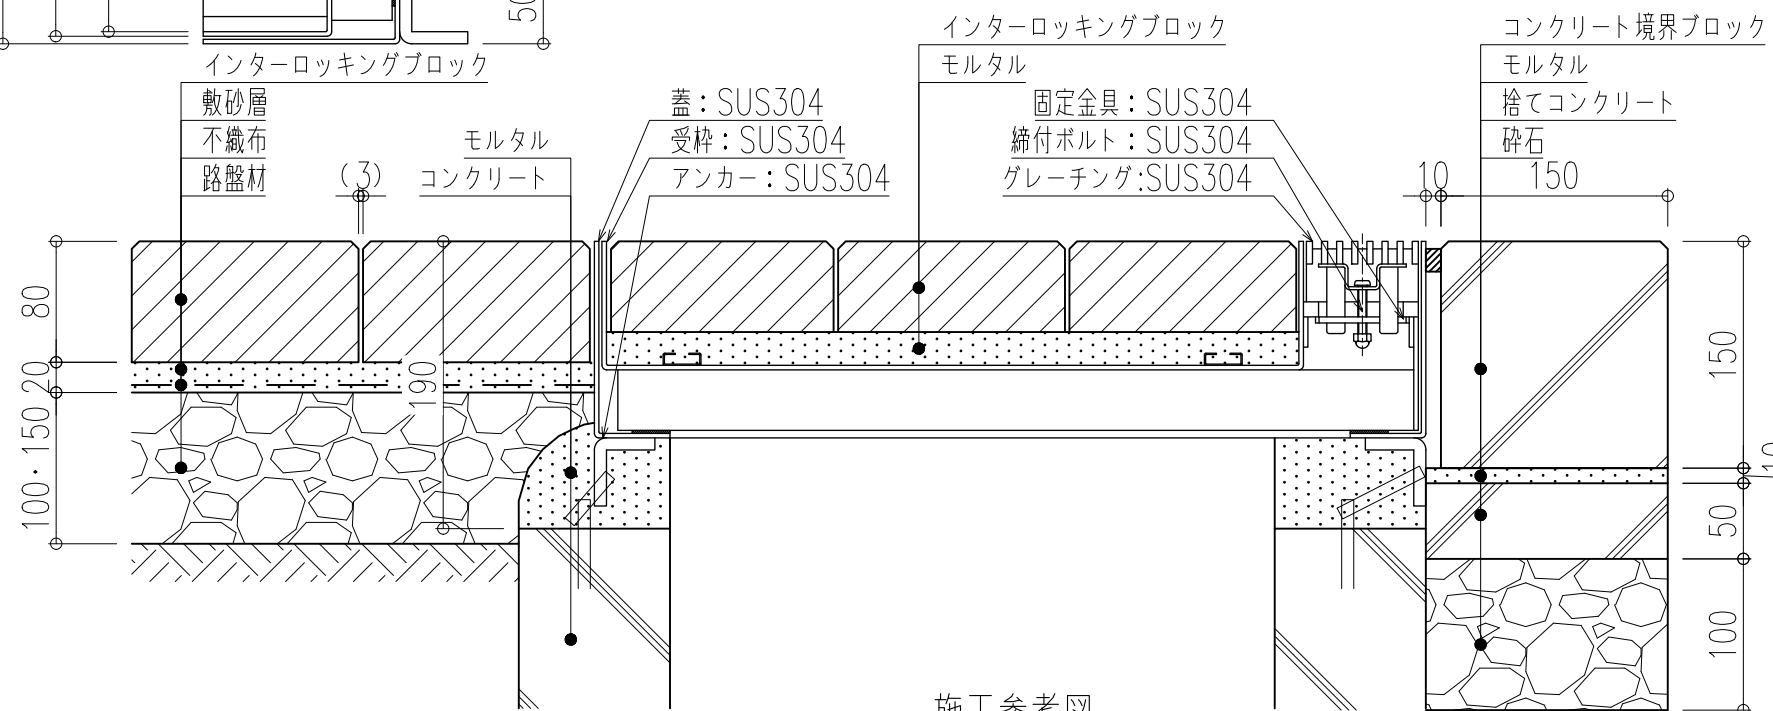 50
インターロッキングブロック
敷砂層
不織布
路盤材
モルタル
コンクリート
(3)
蓋：SUS304
受枠：SUS304
アンカー：SUS304
インターロッキングブロック
モルタル
固定金具：SUS304
締付ボルト：SUS304
グレーチング:SUS304
コンクリート境界ブロック
モルタル
捨てコンクリート
砕石
10
150
80
20
100・150
190
150
10
50
100
施工参考図